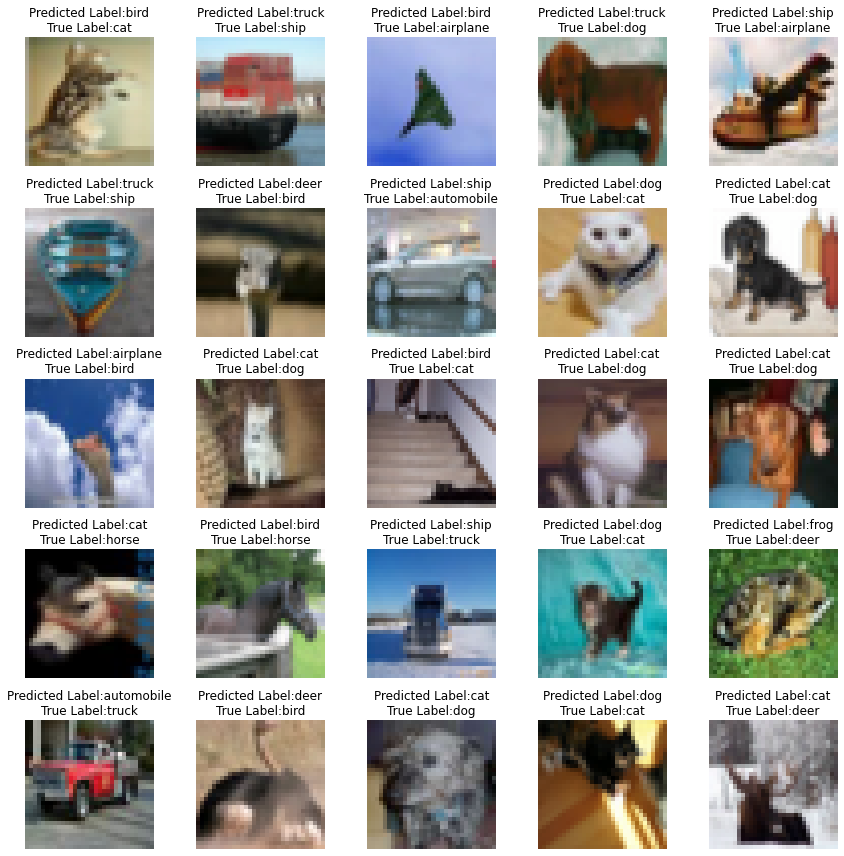 Predicted Label:bird
True Label:cat
Predicted Label:truck
True Label:ship
Predicted Label:bird
True Label:airplane
Predicted Label:truck
True Label:dog
Predicted Label:ship
True Label:airplane
Predicted Label:truck
True Label:ship
Predicted Label:deer
True Label:bird
Predicted Label:ship
True Label:automobile
Predicted Label:dog
True Label:cat
Predicted Label:cat
True Label:dog
Predicted Label:airplane
True Label:bird
Predicted Label:cat
True Label:dog
Predicted Label:bird
True Label:cat
Predicted Label:cat
True Label:dog
Predicted Label:cat
True Label:dog
Predicted Label:cat
True Label:horse
Predicted Label:bird
True Label:horse
Predicted Label:ship
True Label:truck
Predicted Label:dog
True Label:cat
Predicted Label:frog
True Label:deer
Predicted Label:automobile
True Label:truck
Predicted Label:deer
True Label:bird
Predicted Label:cat
True Label:dog
Predicted Label:dog
True Label:cat
Predicted Label:cat
True Label:deer